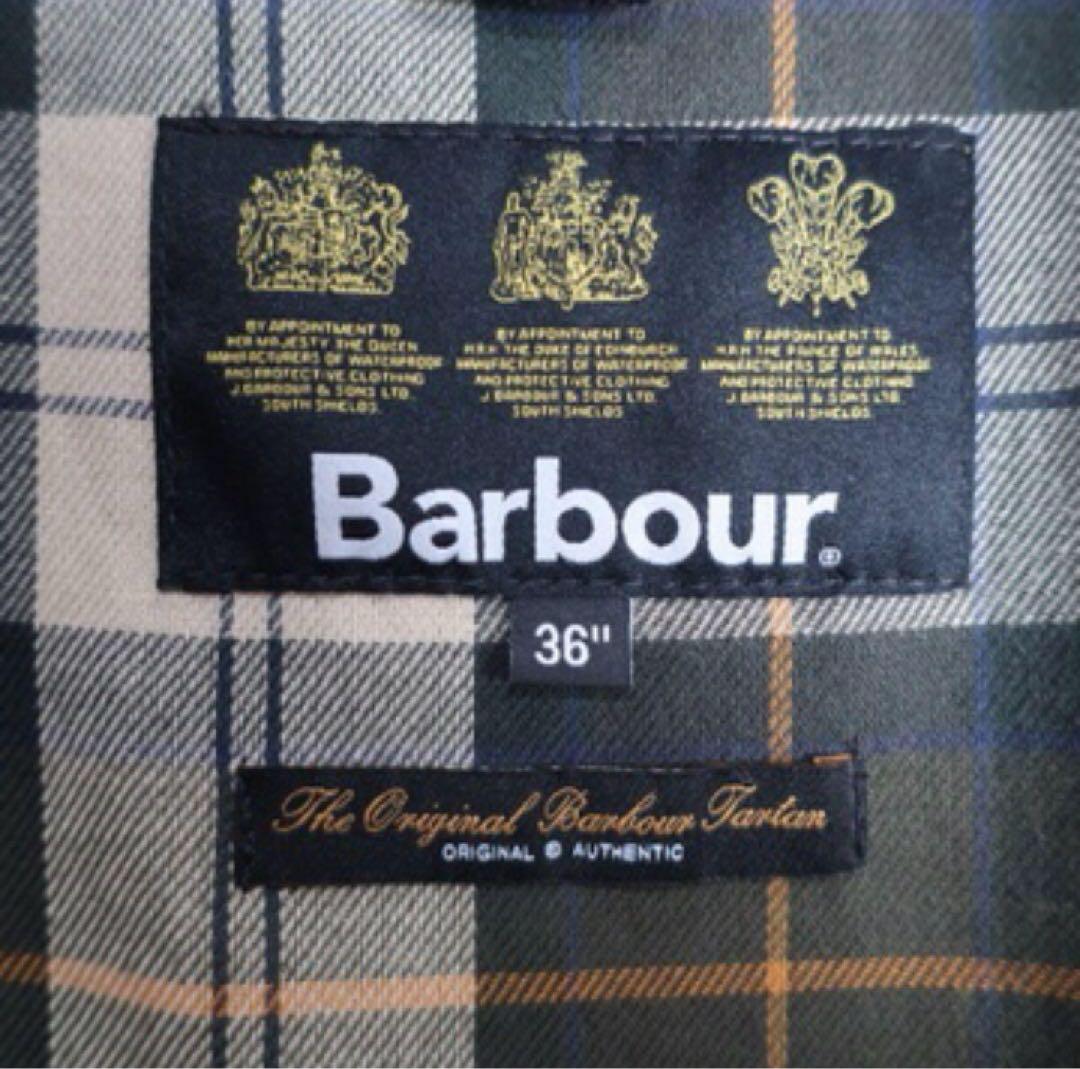 BY APPOINTMENT TO
HER MAJESTY THE QUEEN
MANUFACTURERS OF WATERPROOF
AND PROTECTIVE CLOTHING
J. BARBOUR & SONS LTD.
SOUTH SHIELDS.
BY APPOINTMENT TO
H.R.H. THE DUKE OF EDINBURGH
MANUFACTURERS OF WATERPROOF
AND PROTECTIVE CLOTHING
J. BARBOUR & SONS LTD.
SOUTH SHIELDS
BY APPOINTMENT TO
H.R.H. THE PRINCE OF WALES
MANUFACTURERS OF WATERPROOF
AND PROTECTIVE CLOTHING
J. BARBOUR & SONS LTD.
SOUTH SHIELDS.
Barbour®
36"
The Original Barbour Tartan
ORIGINAL © AUTHENTIC